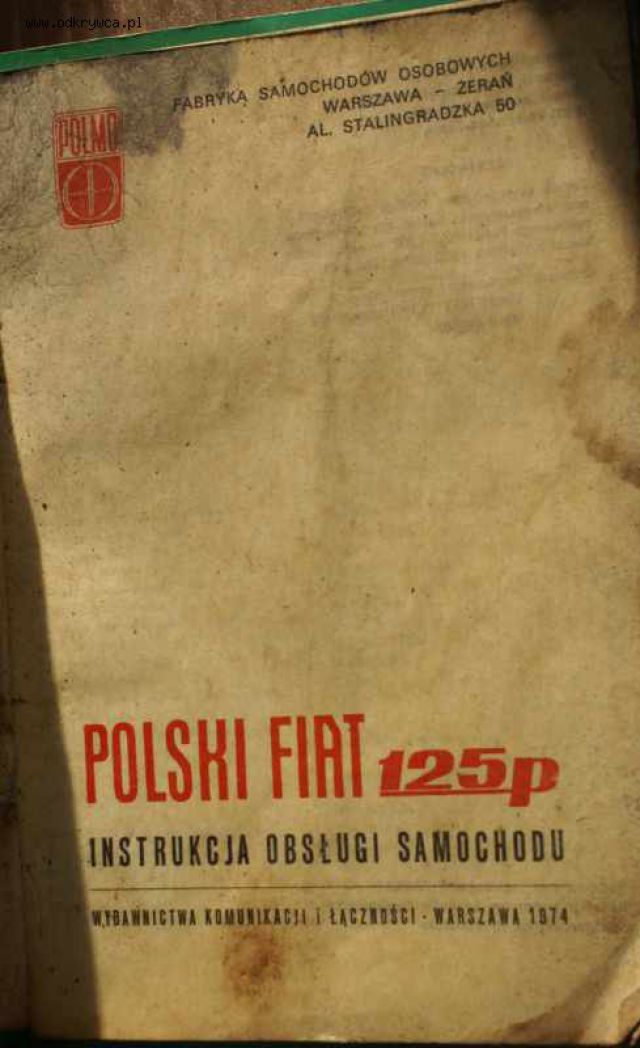 www.odkrywca.pl
FABRYKA SAMOCHODÓW OSOBOWYCH
WARSZAWA – ŻERAŃ
AL. STALINGRADZKA 50
POLMO
POLSKI FIAT 125p
INSTRUKCJA OBSŁUGI SAMOCHODU
WYDAWNICTWA KOMUNIKACJI I ŁĄCZNOŚCI · WARSZAWA 1974